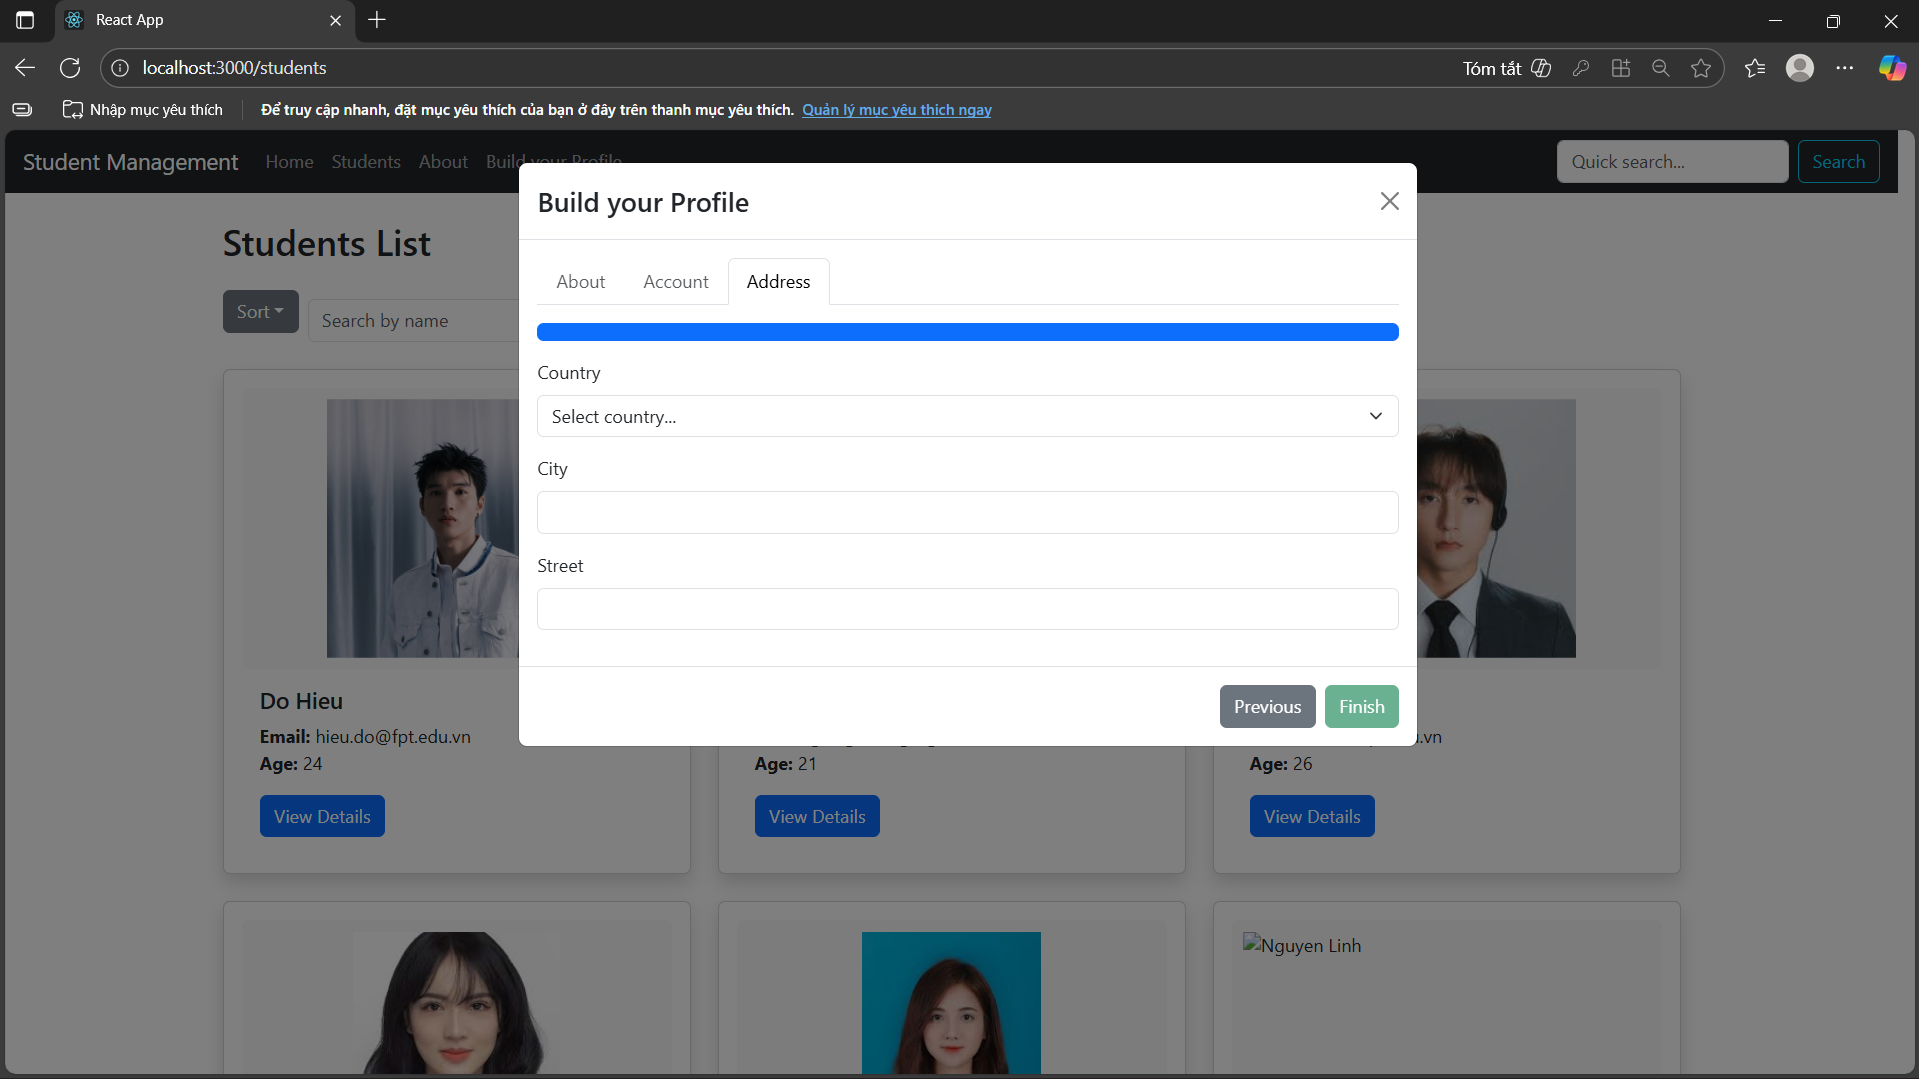 React App
localhost:3000/students
Tóm tắt
Nhập mục yêu thích
Để truy cập nhanh, đặt mục yêu thích của bạn ở đây trên thanh mục yêu thích. Quản lý mục yêu thích ngay
Student Management Home Students About Build your Profile
Quick search...
Search
Students List
Sort
Search by name
Build your Profile
About Account Address
Country
Select country...
City
Street
Previous Finish
Do Hieu
Email: hieu.do@fpt.edu.vn
Age: 24
View Details
Age: 21
View Details
.vn
Age: 26
View Details
Nguyen Linh